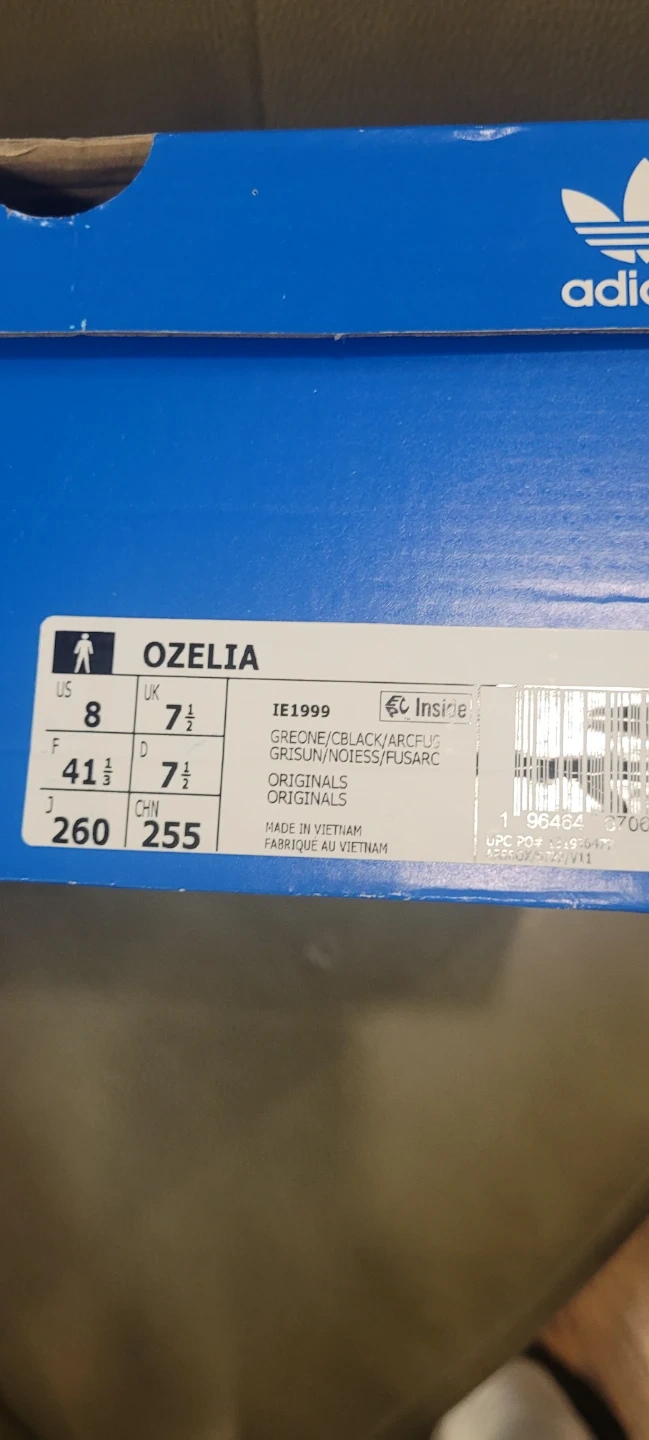 adid
OZELIA
US 8 UK 7½
F 41⅓ D 7½
J 260 CHN 255
IE1999
Inside
GREONE/CBLACK/ARCFUS
GRISUN/NOIESS/FUSARC
ORIGINALS
ORIGINALS
MADE IN VIETNAM
FABRIQUÉ AU VIETNAM
1 96464
UPC PO#